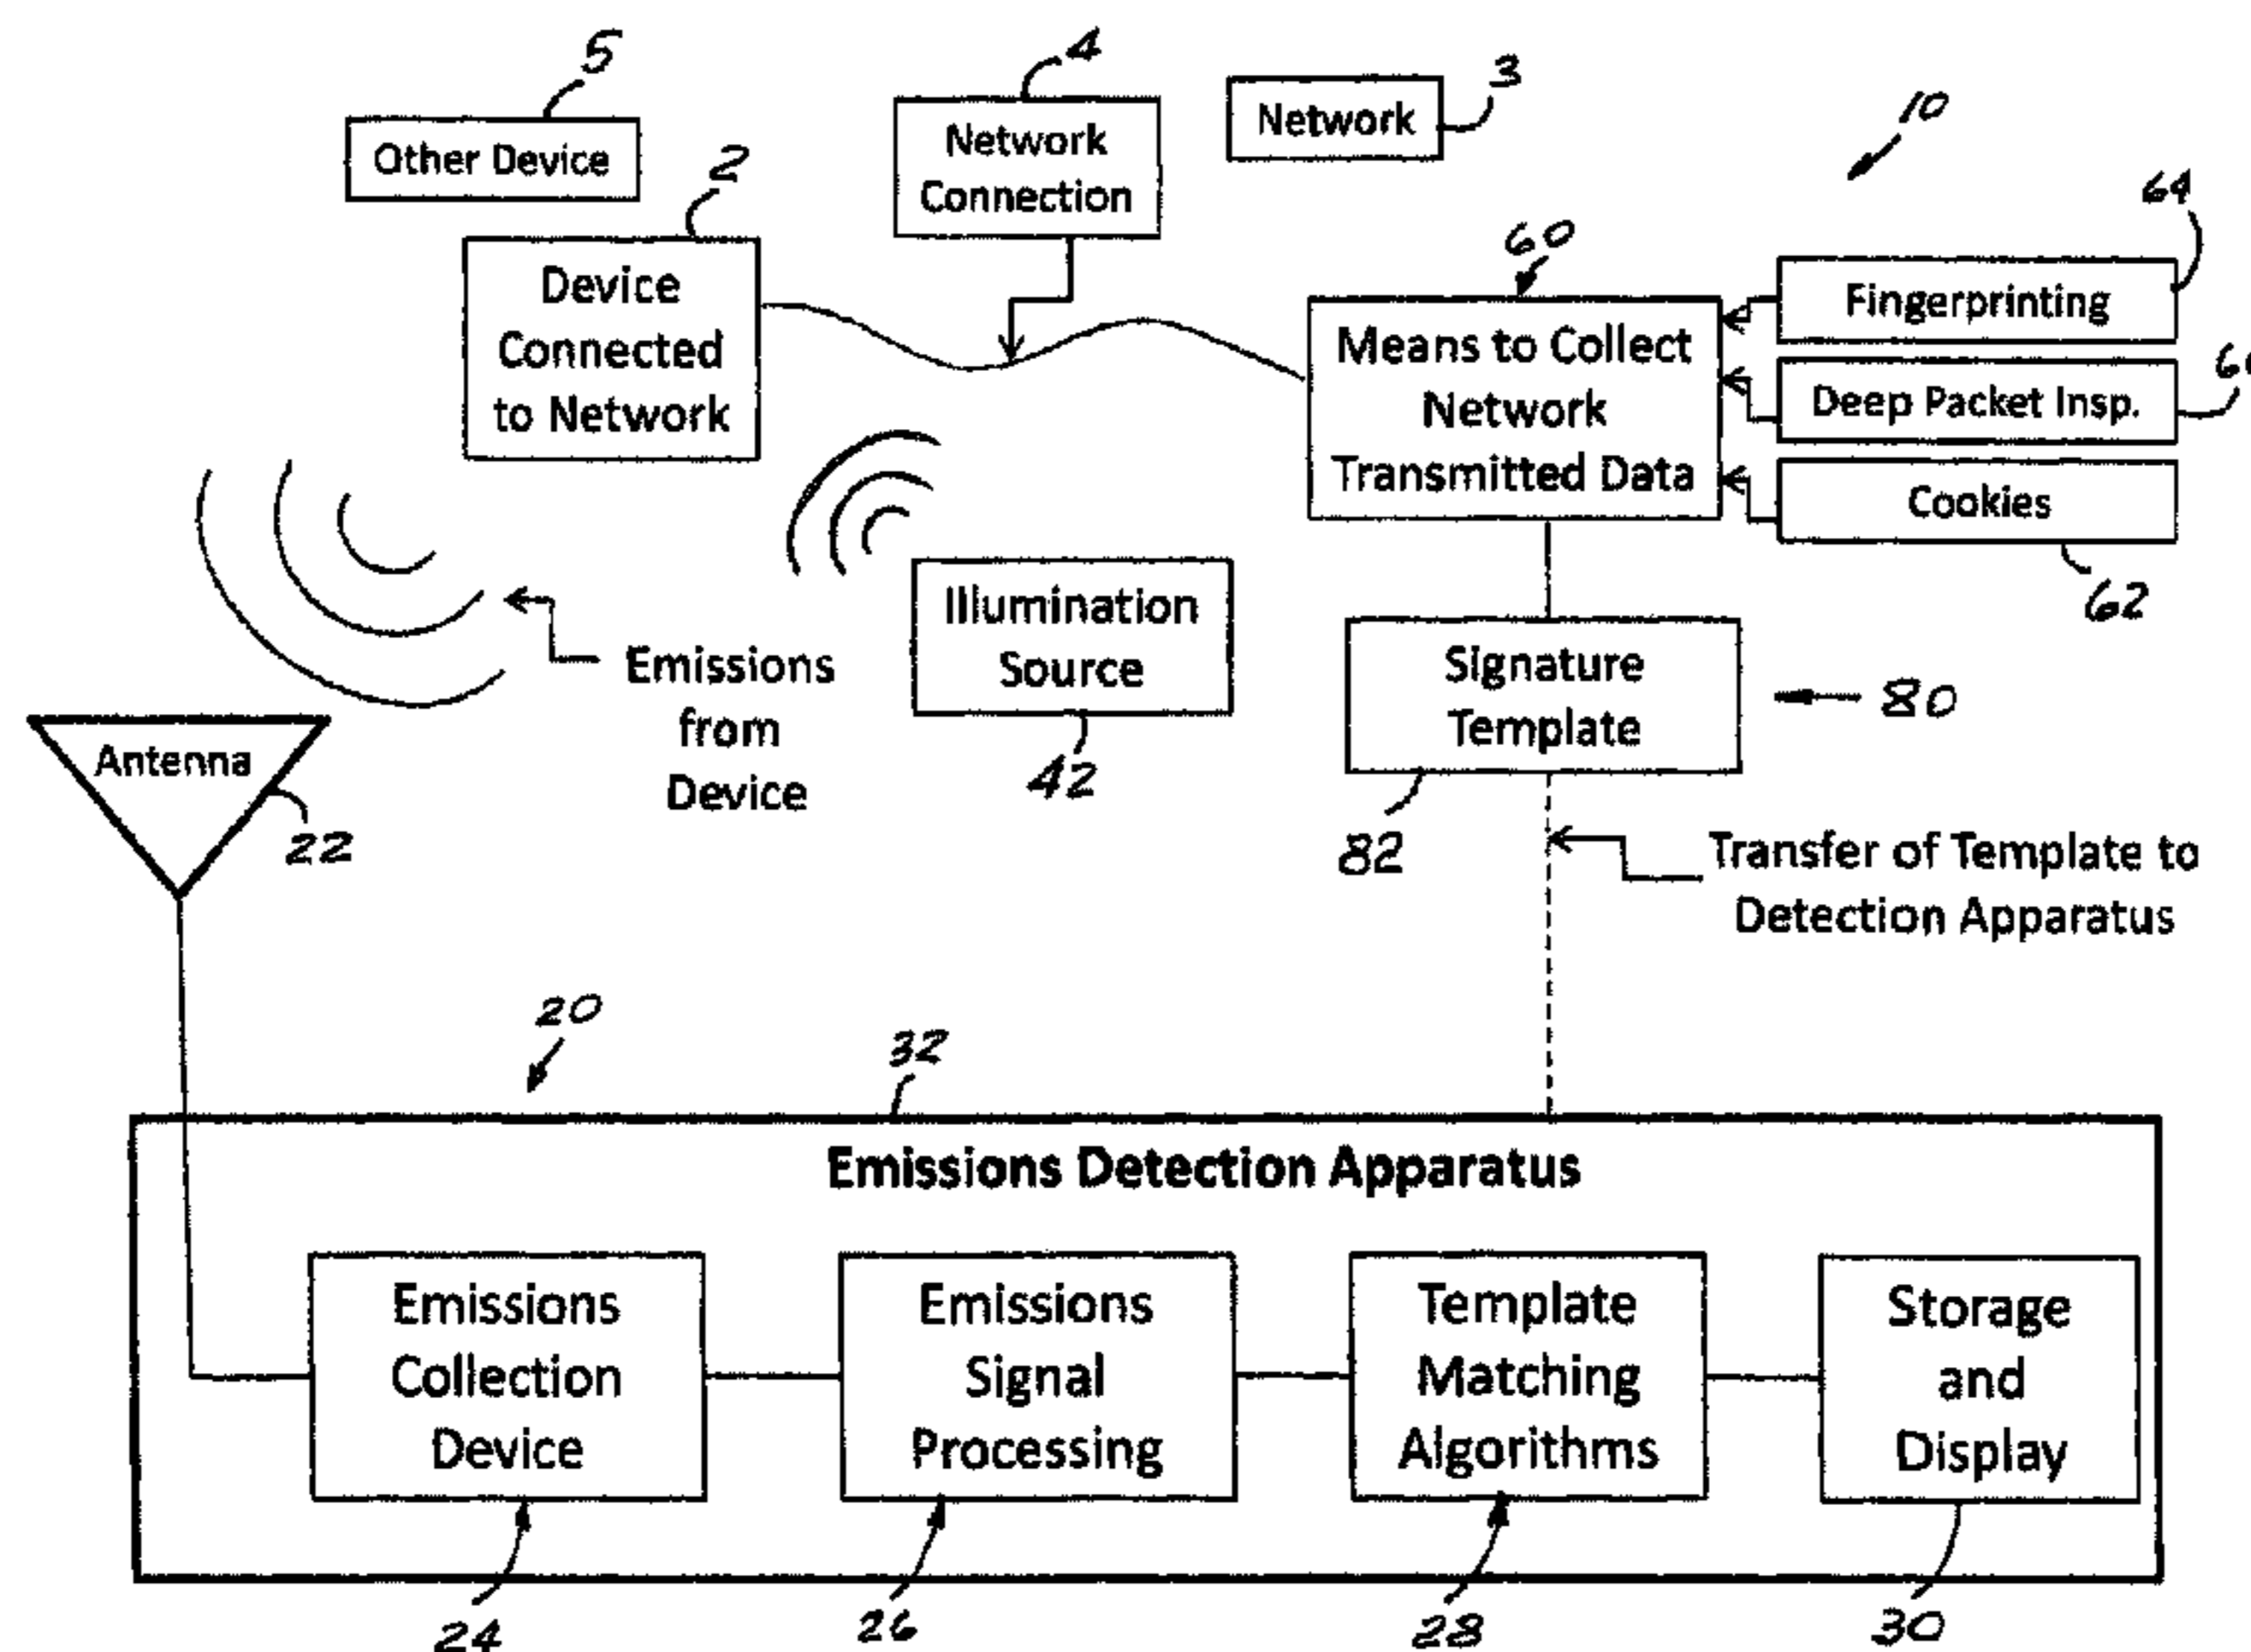 5
4
3
Other Device
2
Network
Connection
Network
10
64
Device
Connected
to Network
60
Means to Collect
Network
Transmitted Data
Fingerprinting
Deep Packet Insp.
Cookies
62
Emissions
from
Device
Illumination
Source
42
Signature
Template
80
82
Antenna
22
Transfer of Template to
Detection Apparatus
20
32
Emissions Detection Apparatus
Emissions
Collection
Device
Emissions
Signal
Processing
Template
Matching
Algorithms
Storage
and
Display
24
26
28
30